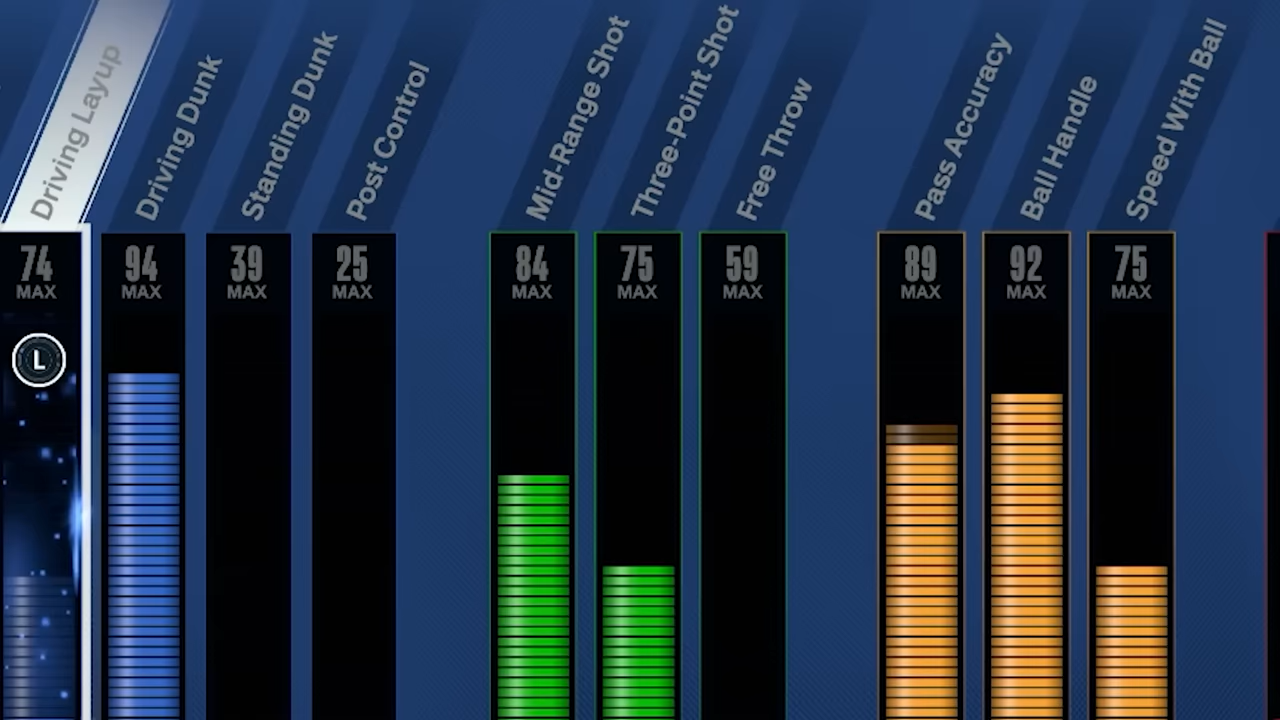 Driving Layup
Driving Dunk
Standing Dunk
Post Control
Mid-Range Shot
Three-Point Shot
Free Throw
Pass Accuracy
Ball Handle
Speed With Ball
74 94 39 25 84 75 59 89 92 75
MAX MAX MAX MAX MAX MAX MAX MAX MAX MAX
L